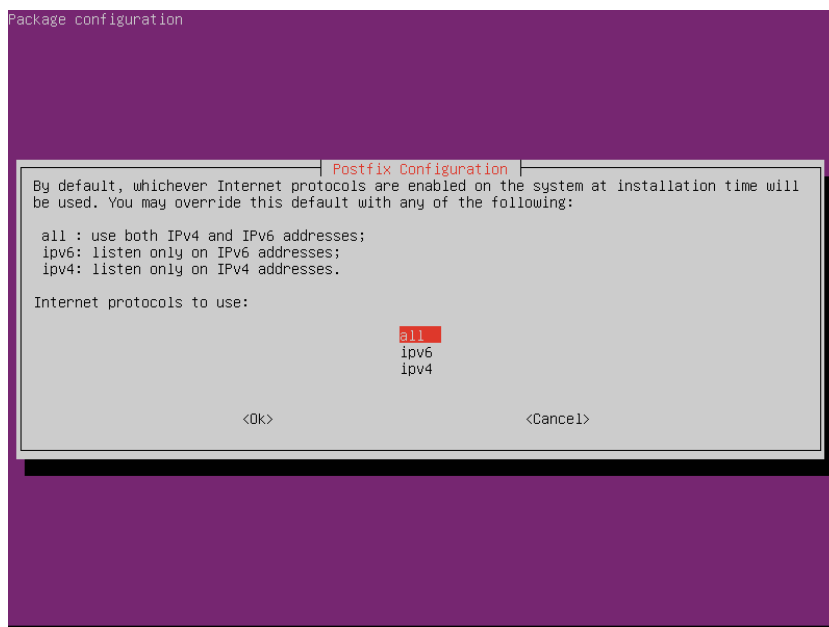 Package configuration
Postfix Configuration
By default, whichever Internet protocols are enabled on the system at installation time will
be used. You may override this default with any of the following:
all : use both IPv4 and IPv6 addresses;
ipv6: listen only on IPv6 addresses;
ipv4: listen only on IPv4 addresses.
Internet protocols to use:
all
ipv6
ipv4
<Ok> <Cancel>